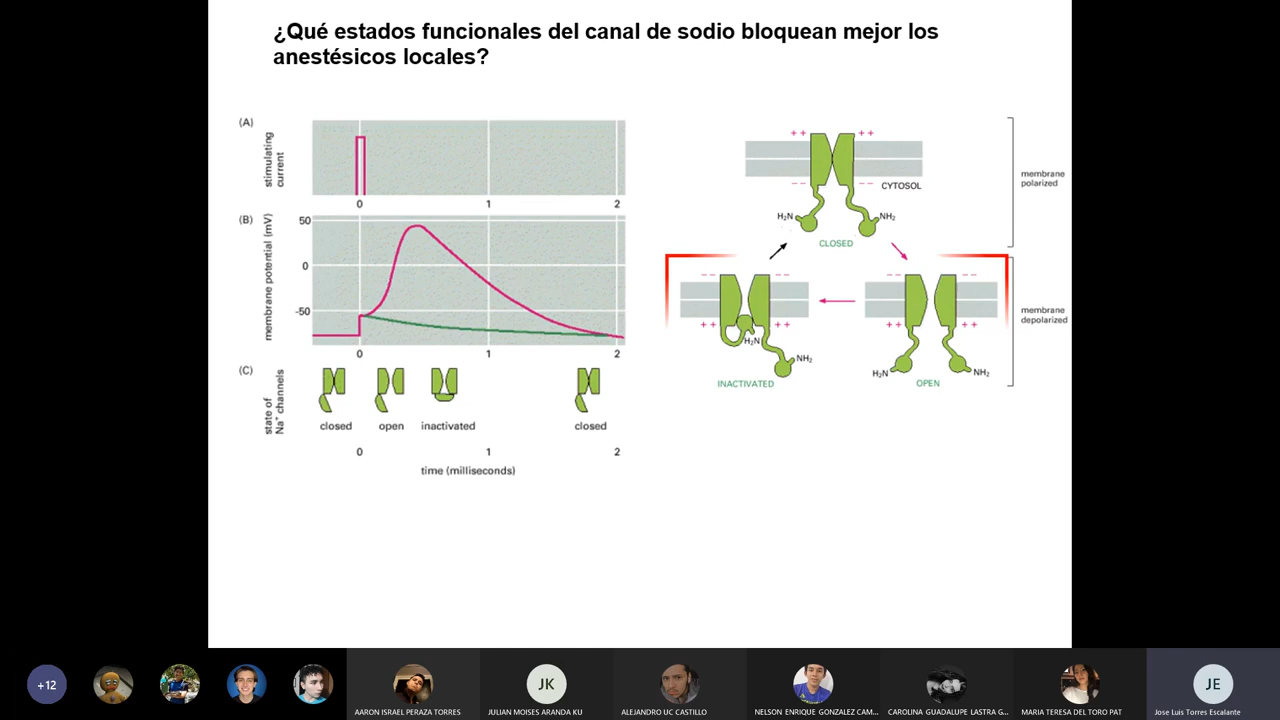 ¿Qué estados funcionales del canal de sodio bloquean mejor los
anestésicos locales?
(A)
stimulating
current
0
1
2
(B)
membrane potential (mV)
50
0
-50
0
1
2
(C)
state of
Na⁺ channels
closed
open
inactivated
closed
0
1
2
time (milliseconds)
++
++
-- 
--
CYTOSOL
H₂N
NH₂
CLOSED
membrane
polarized
--
--
++
++
H₂N
NH₂
INACTIVATED
--
--
++
++
H₂N
NH₂
OPEN
membrane
depolarized
+12
AARON ISRAEL PERAZA TORRES
JK
JULIAN MOISES ARANDA KU
ALEJANDRO UC CASTILLO
NELSON ENRIQUE GONZALEZ CAM...
CAROLINA GUADALUPE LASTRA G...
MARIA TERESA DEL TORO PAT
JE
Jose Luis Torres Escalante